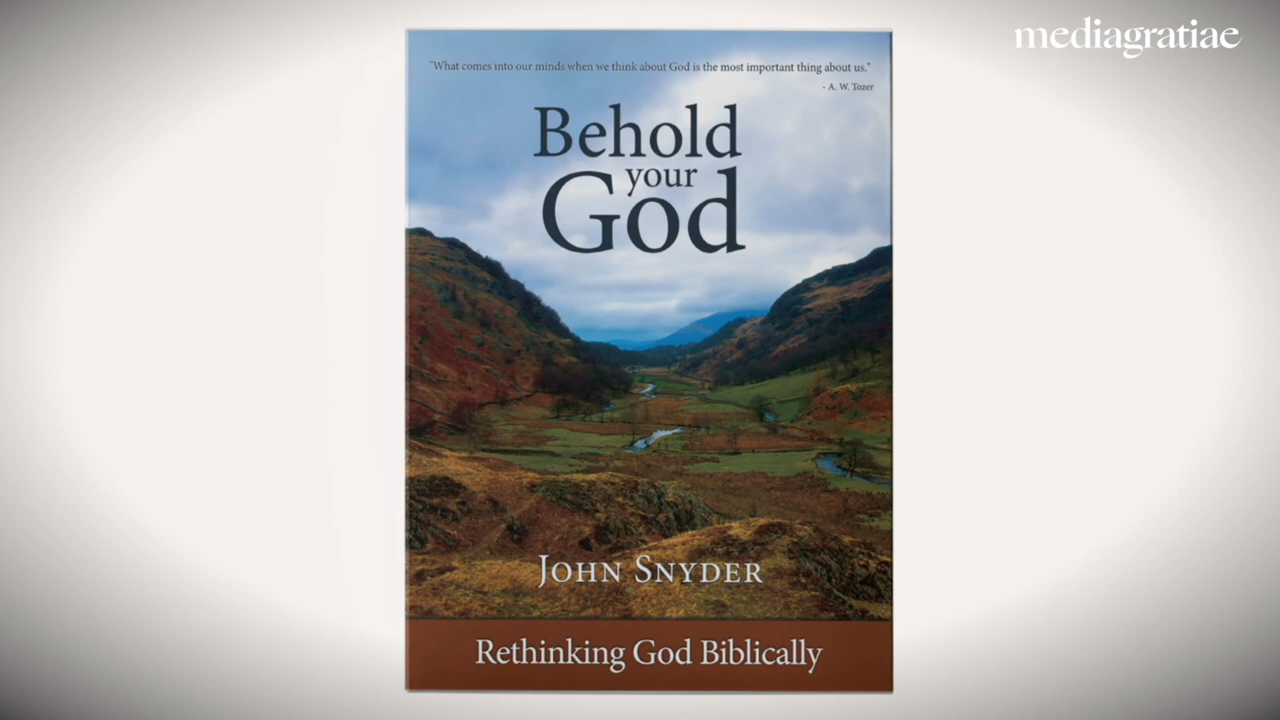 mediagratiae
"What comes into our minds when we think about God is the most important thing about us."
- A. W. Tozer
Behold
your
God
John Snyder
Rethinking God Biblically